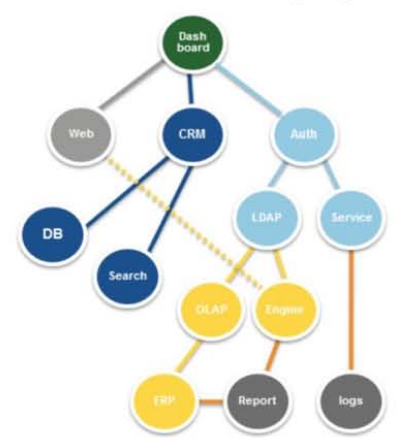 Dash
board
Web
CRM
Auth
LDAP
Service
DB
Search
OLAP
Engine
ERP
Report
logs